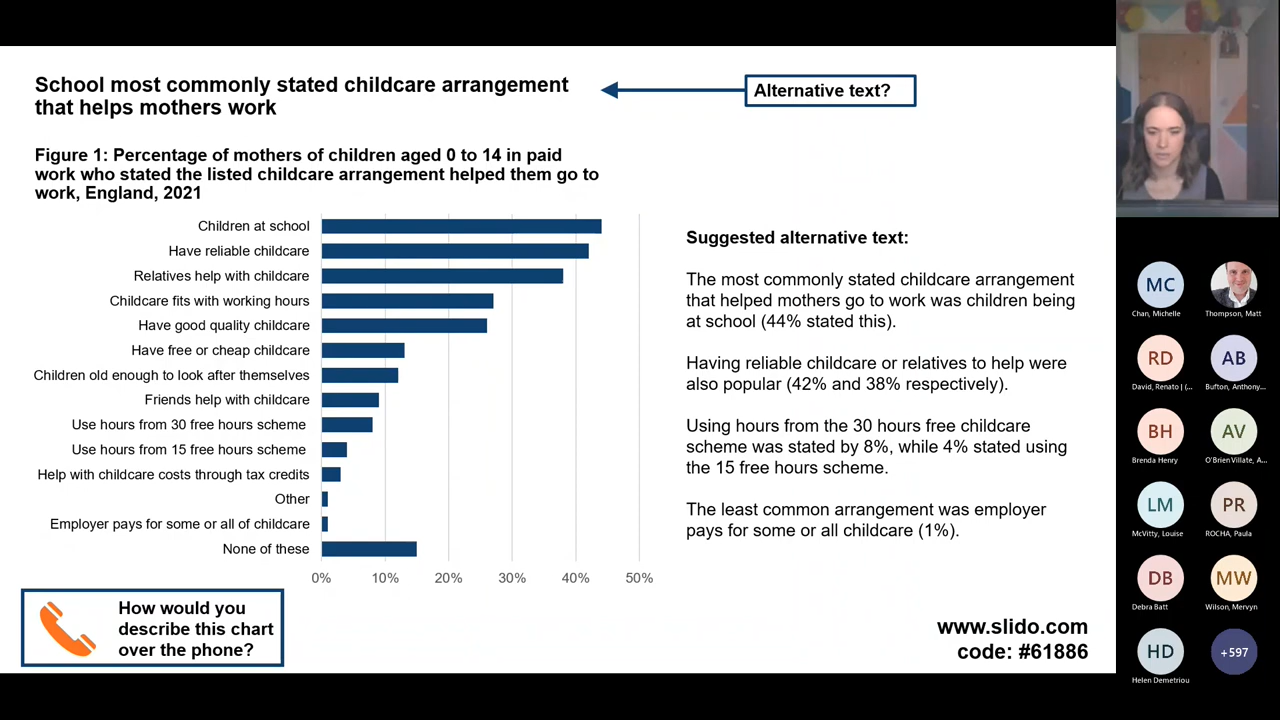 School most commonly stated childcare arrangement
that helps mothers work
Alternative text?
Figure 1: Percentage of mothers of children aged 0 to 14 in paid
work who stated the listed childcare arrangement helped them go to
work, England, 2021
Children at school
Have reliable childcare
Relatives help with childcare
Childcare fits with working hours
Have good quality childcare
Have free or cheap childcare
Children old enough to look after themselves
Friends help with childcare
Use hours from 30 free hours scheme
Use hours from 15 free hours scheme
Help with childcare costs through tax credits
Other
Employer pays for some or all of childcare
None of these
0% 10% 20% 30% 40% 50%
Suggested alternative text:
The most commonly stated childcare arrangement
that helped mothers go to work was children being
at school (44% stated this).
Having reliable childcare or relatives to help were
also popular (42% and 38% respectively).
Using hours from the 30 hours free childcare
scheme was stated by 8%, while 4% stated using
the 15 free hours scheme.
The least common arrangement was employer
pays for some or all childcare (1%).
How would you
describe this chart
over the phone?
www.slido.com
code: #61886
MC
Chan, Michelle
Thompson, Matt
RD
David, Renato | (...
AB
Bufton, Anthony...
BH
Brenda Henry
AV
O'Brien Villate, A...
LM
McVitty, Louise
PR
ROCHA, Paula
DB
Debra Batt
MW
Wilson, Mervyn
HD
Helen Demetriou
+597